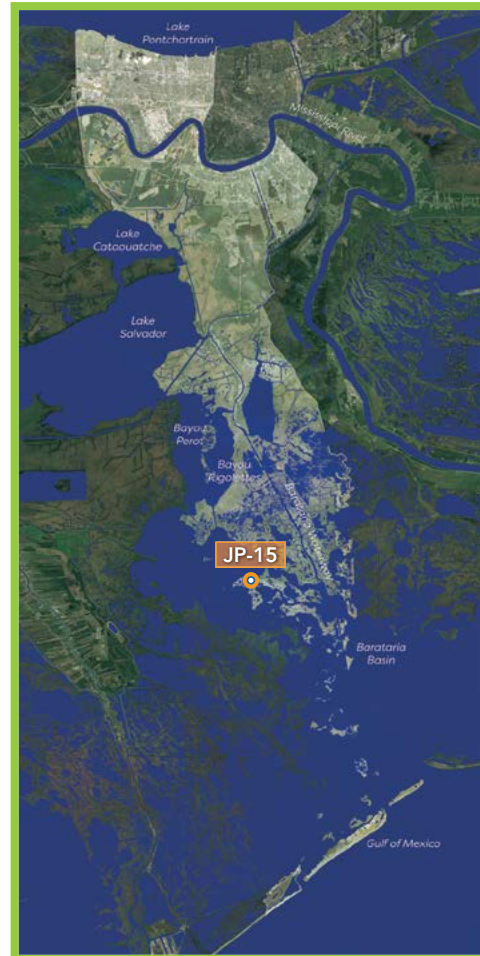 Lake
Pontchartrain
Mississippi River
Lake
Cataouatche
Lake
Salvador
Bayou
Perot
Bayou
Rigolettes
Barataria Waterway
JP-15
Barataria
Basin
Gulf of Mexico